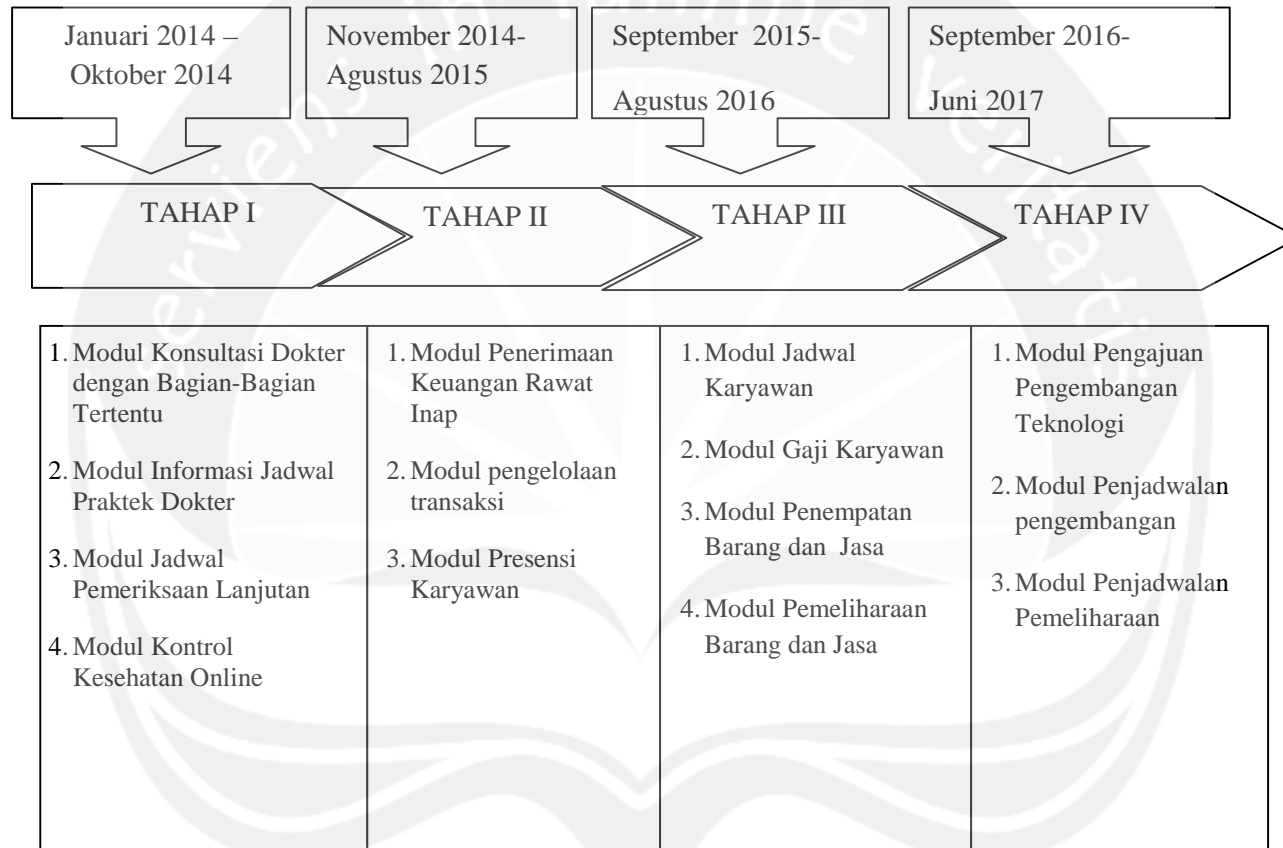 Januari 2014 –
Oktober 2014
November 2014-
Agustus 2015
September 2015-
Agustus 2016
September 2016-
Juni 2017
TAHAP I
TAHAP II
TAHAP III
TAHAP IV
1. Modul Konsultasi Dokter
dengan Bagian-Bagian
Tertentu
2. Modul Informasi Jadwal
Praktek Dokter
3. Modul Jadwal
Pemeriksaan Lanjutan
4. Modul Kontrol
Kesehatan Online
1. Modul Penerimaan
Keuangan Rawat
Inap
2. Modul pengelolaan
transaksi
3. Modul Presensi
Karyawan
1. Modul Jadwal
Karyawan
2. Modul Gaji Karyawan
3. Modul Penempatan
Barang dan Jasa
4. Modul Pemeliharaan
Barang dan Jasa
1. Modul Pengajuan
Pengembangan
Teknologi
2. Modul Penjadwalan
pengembangan
3. Modul Penjadwalan
Pemeliharaan
serviens in lumine veritatis